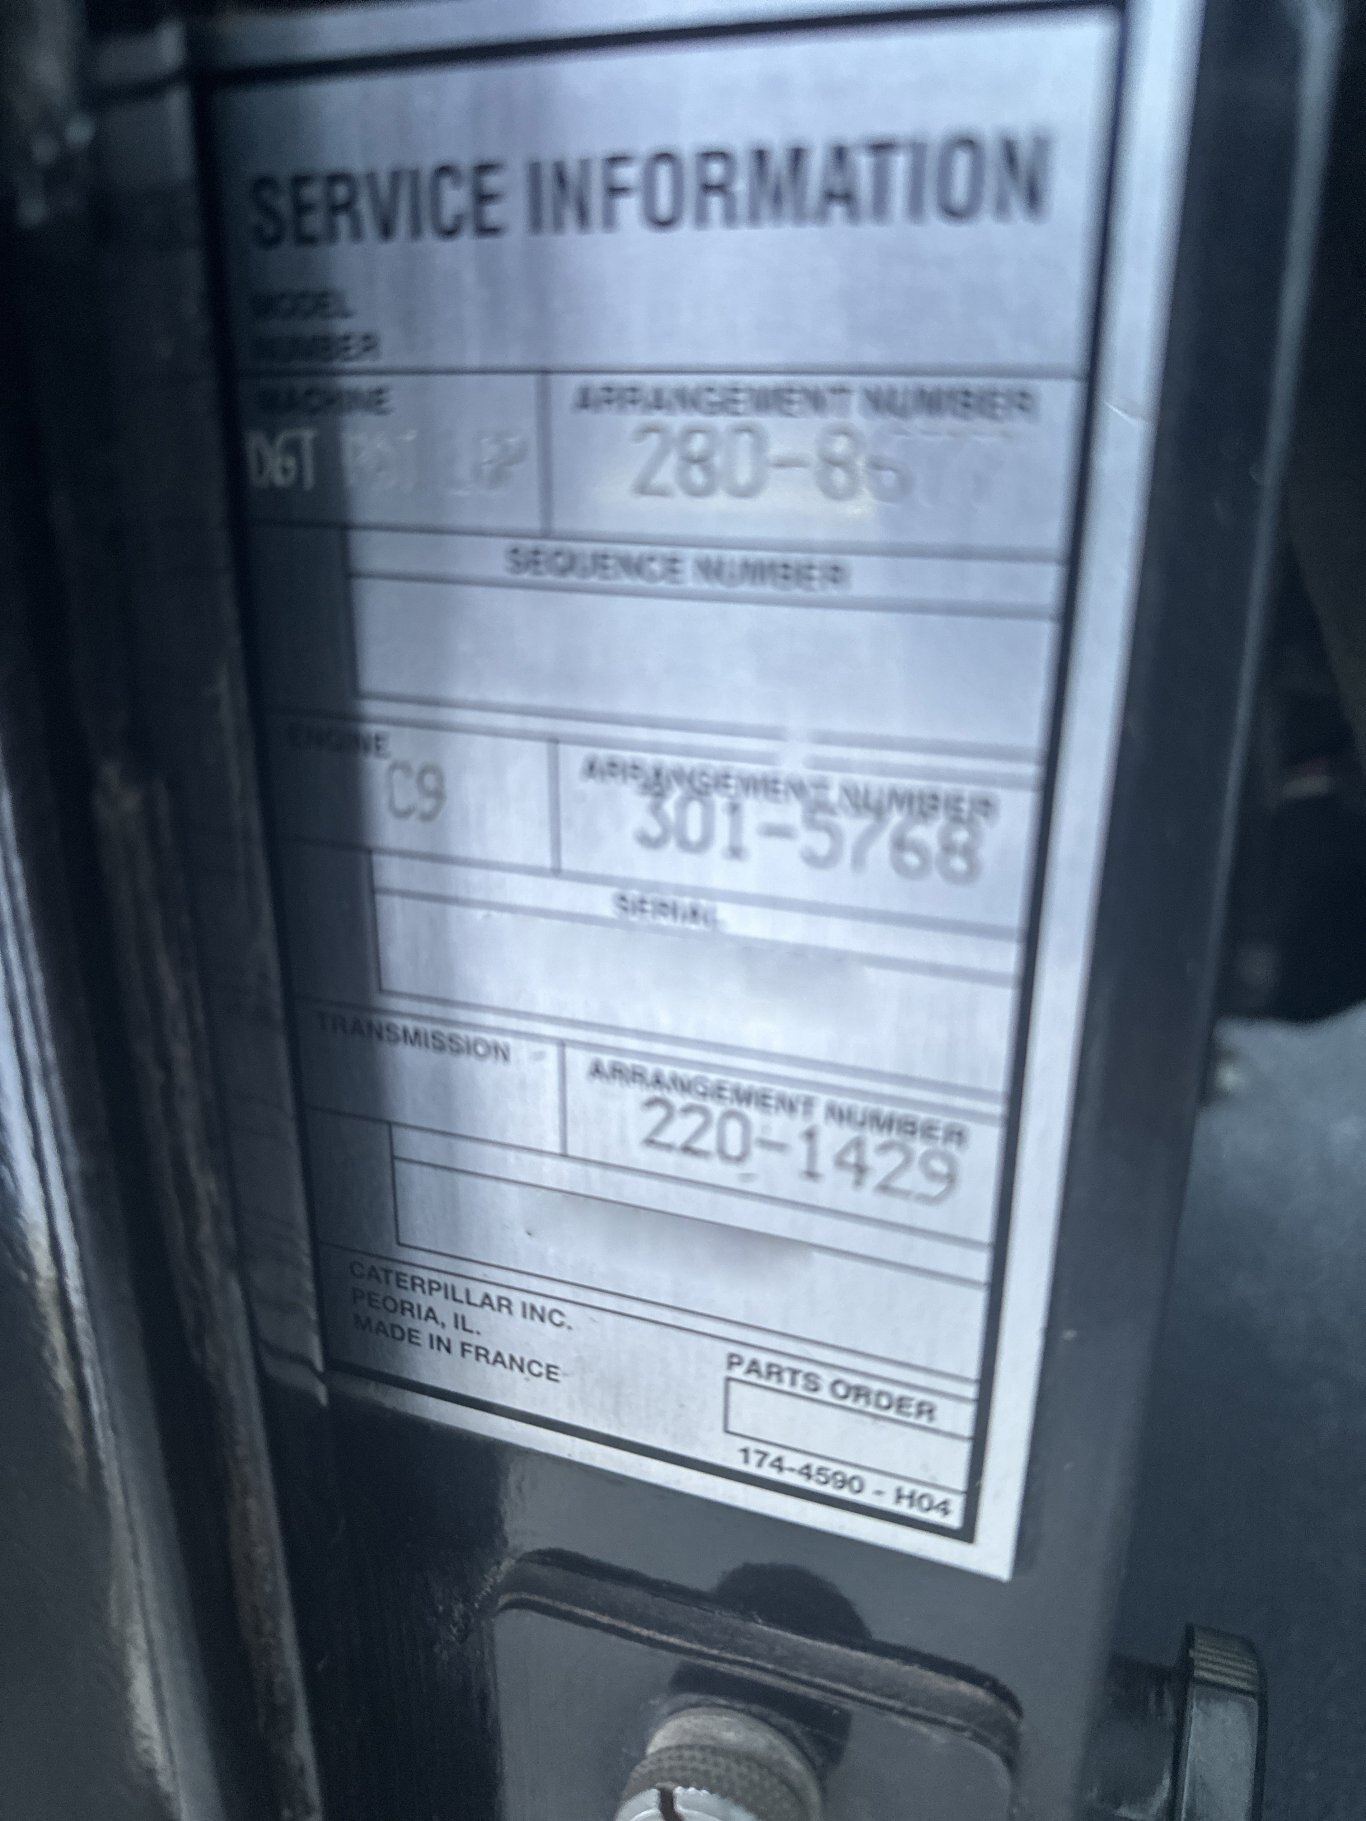 SERVICE INFORMATION
MODEL
NUMBER
MACHINE
ARRANGEMENT NUMBER
D6T
SEQUENCE NUMBER
ENGINE
C9
ARRANGEMENT NUMBER
301-5768
SERIAL
TRANSMISSION
ARRANGEMENT NUMBER
220-1429
CATERPILLAR INC.
PEORIA, IL.
MADE IN FRANCE
PARTS ORDER
174-4590 - H04